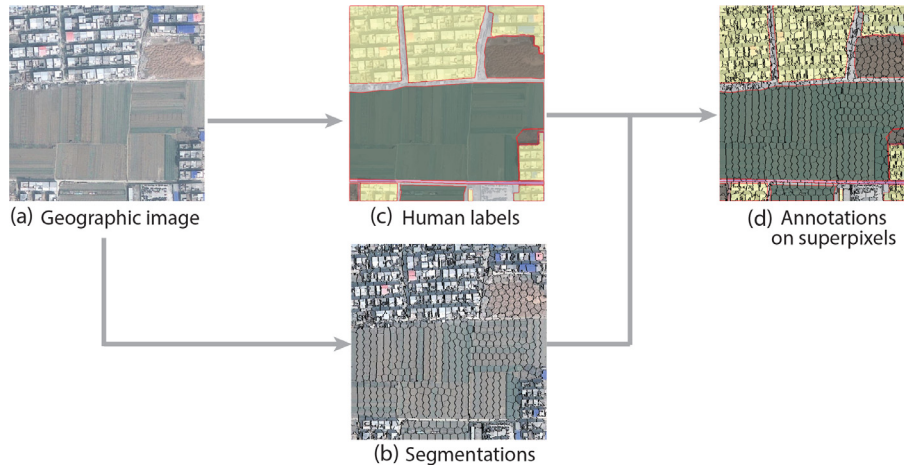 (a) Geographic image
(c) Human labels
(d) Annotations
on superpixels
(b) Segmentations